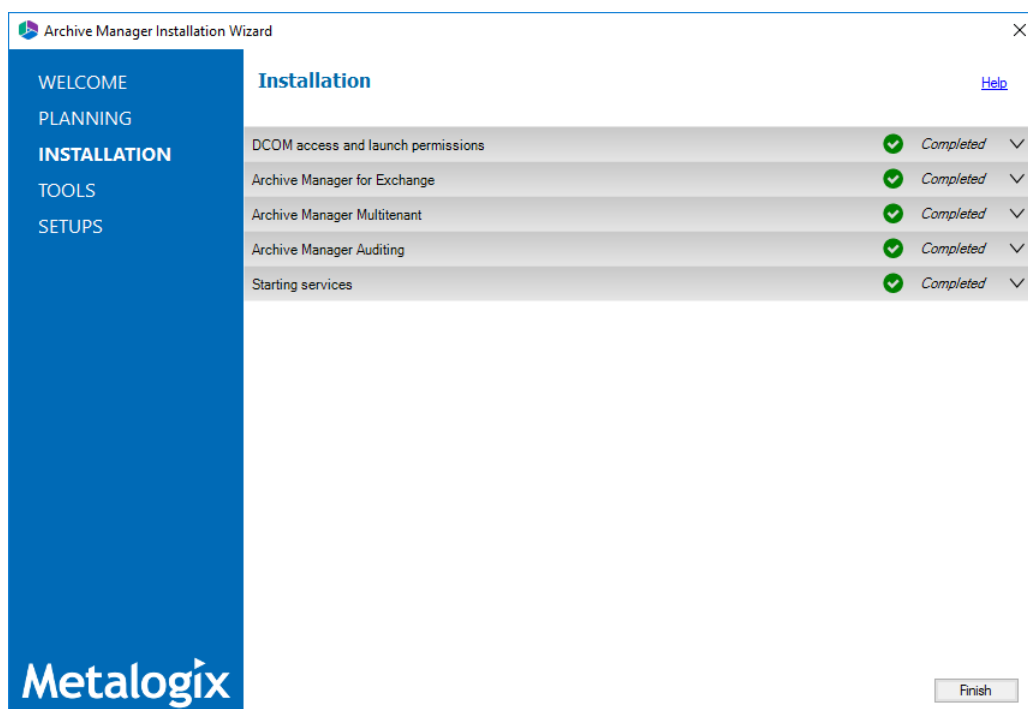 Archive Manager Installation Wizard
WELCOME
PLANNING
INSTALLATION
TOOLS
SETUPS
Installation
Help
DCOM access and launch permissions Completed
Archive Manager for Exchange Completed
Archive Manager Multitenant Completed
Archive Manager Auditing Completed
Starting services Completed
Metalogix
Finish